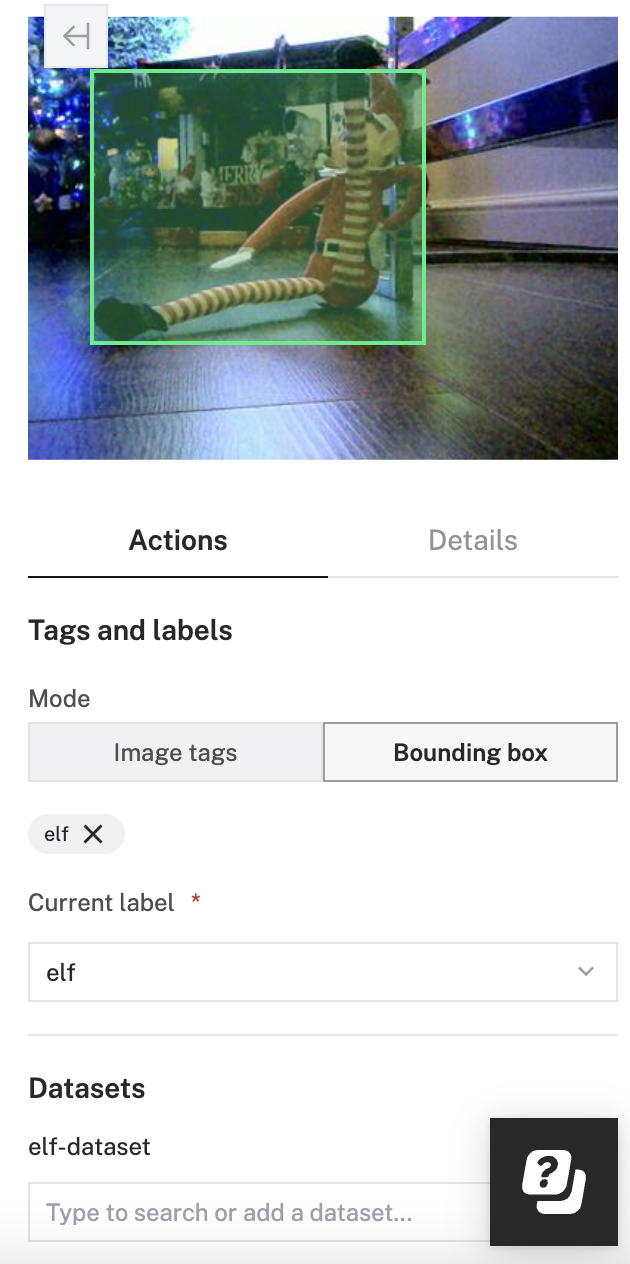 MERRY
Actions Details
Tags and labels
Mode
Image tags Bounding box
elf
Current label *
elf
Datasets
elf-dataset
Type to search or add a dataset...
?